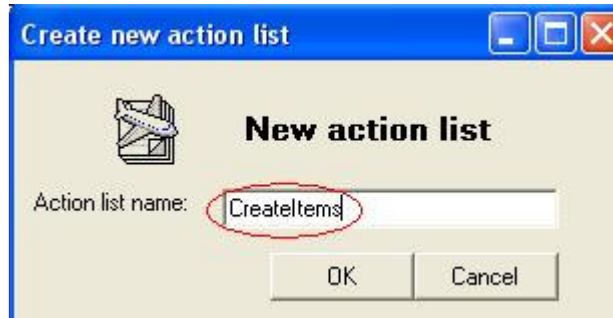 Create new action list
New action list
Action list name: CreateItems
OK Cancel